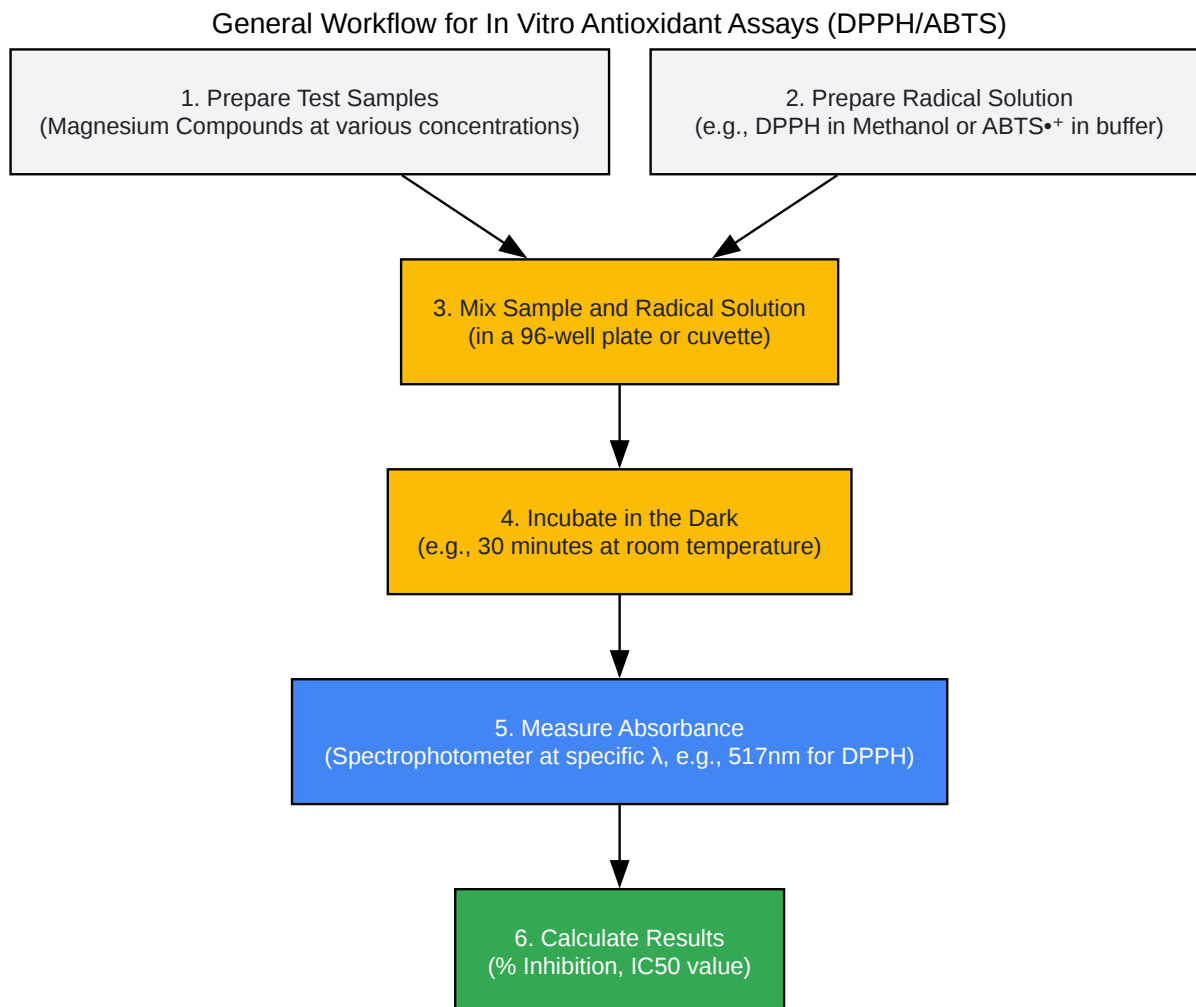 General Workflow for In Vitro Antioxidant Assays (DPPH/ABTS)
1. Prepare Test Samples
(Magnesium Compounds at various concentrations)
2. Prepare Radical Solution
(e.g., DPPH in Methanol or ABTS•⁺ in buffer)
3. Mix Sample and Radical Solution
(in a 96-well plate or cuvette)
4. Incubate in the Dark
(e.g., 30 minutes at room temperature)
5. Measure Absorbance
(Spectrophotometer at specific λ, e.g., 517nm for DPPH)
6. Calculate Results
(% Inhibition, IC50 value)